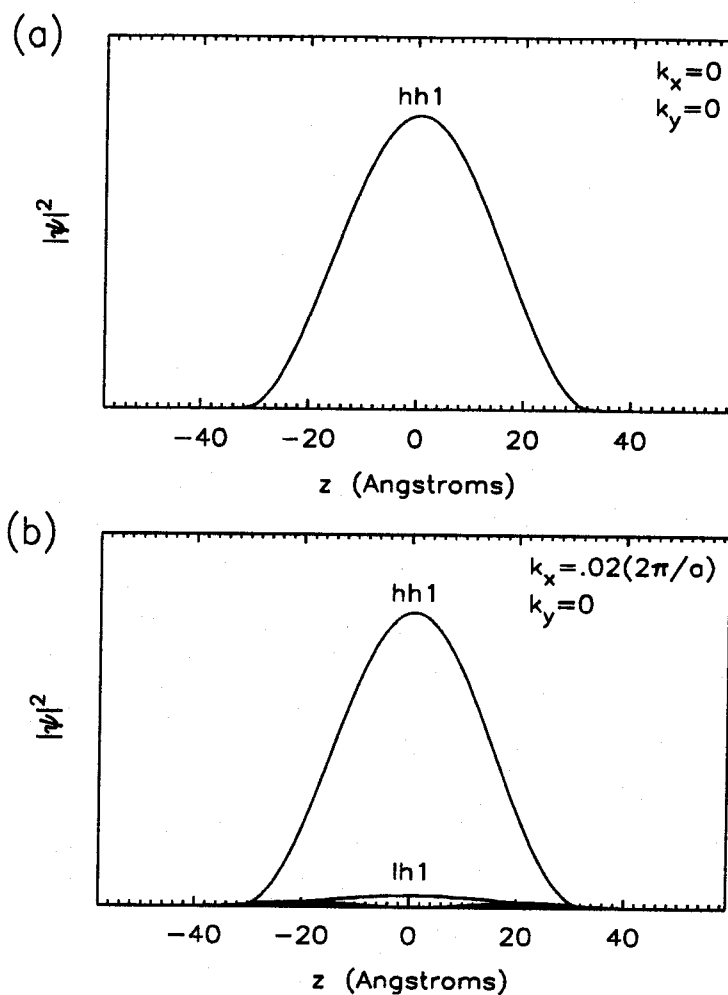 (a)
k_x=0
k_y=0
hh1
|ψ|²
−40 −20 0 20 40
z (Angstroms)
(b)
k_x=.02(2π/a)
k_y=0
hh1
|ψ|²
lh1
−40 −20 0 20 40
z (Angstroms)